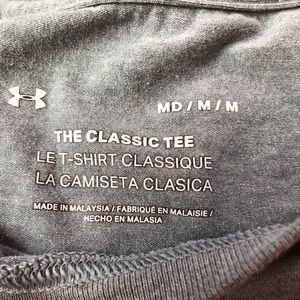 MD / M / M
THE CLASSIC TEE
LE T-SHIRT CLASSIQUE
LA CAMISETA CLASICA
MADE IN MALAYSIA / FABRIQUÉ EN MALAISIE /
HECHO EN MALASIA